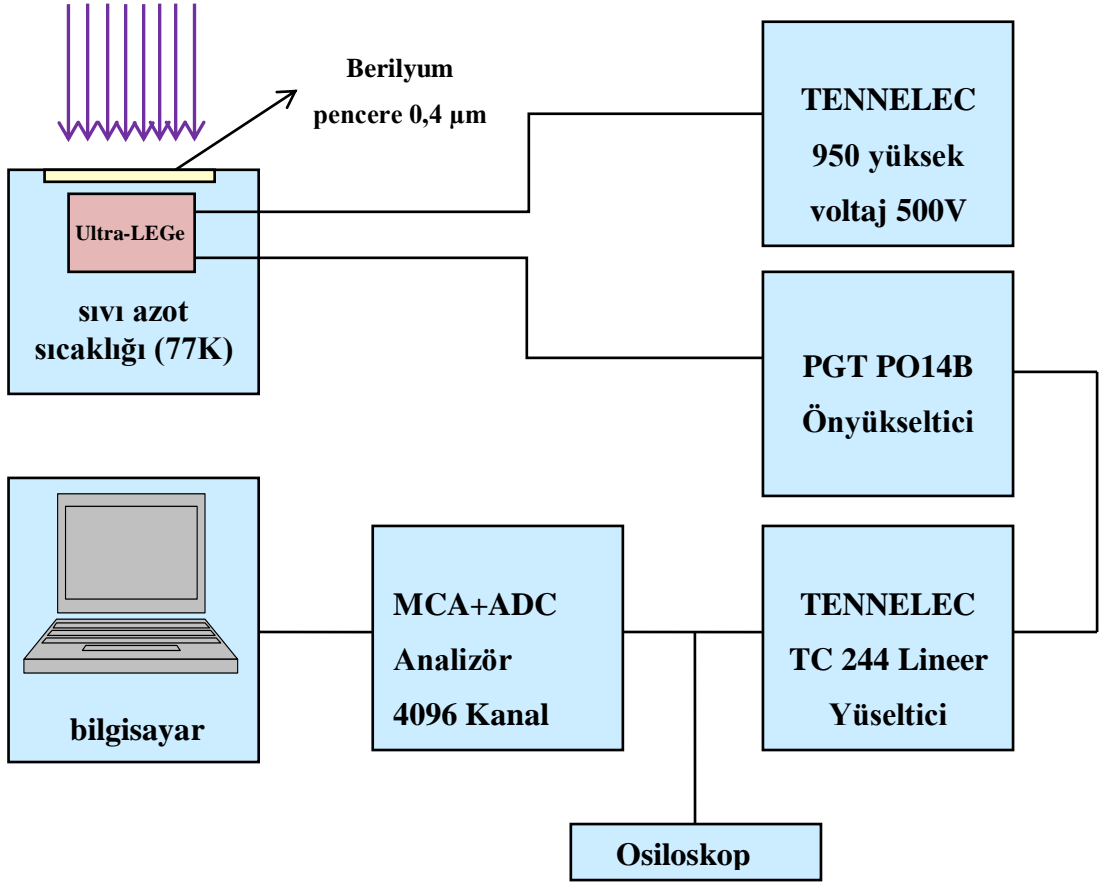 Berilyum
pencere 0,4 µm
TENNELEC
950 yüksek
voltaj 500V
Ultra-LEGe
sıvı azot
sıcaklığı (77K)
PGT PO14B
Önyükseltici
MCA+ADC
Analizör
4096 Kanal
TENNELEC
TC 244 Lineer
Yüseltici
bilgisayar
Osiloskop